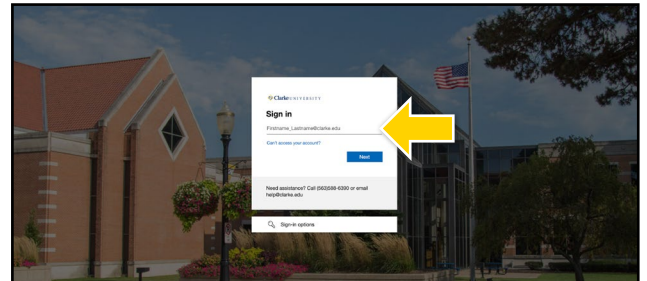 Clarke UNIVERSITY
Sign in
Firstname_Lastname@clarke.edu
Can't access your account?
Next
Need assistance? Call (563)588-6390 or email
help@clarke.edu
Sign-in options